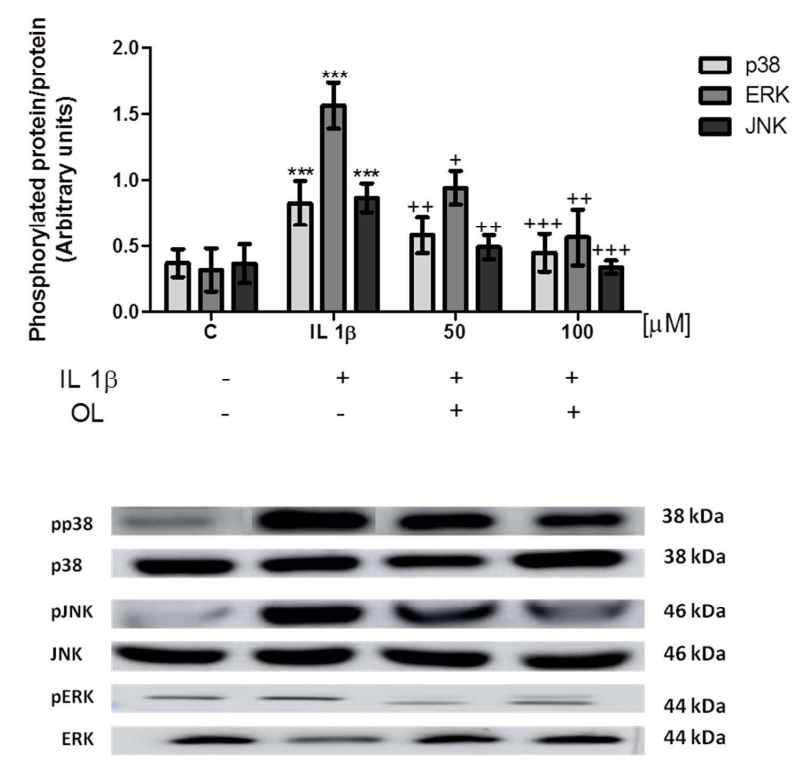 Phosphorylated protein/protein
(Arbitrary units)
2.0
1.5
1.0
0.5
0.0
*** *** ***
++ + ++
+++ ++ +++
p38
ERK
JNK
C IL 1β 50 100 [μM]
IL 1β - + + +
OL - - + +
pp38 38 kDa
p38 38 kDa
pJNK 46 kDa
JNK 46 kDa
pERK 44 kDa
ERK 44 kDa